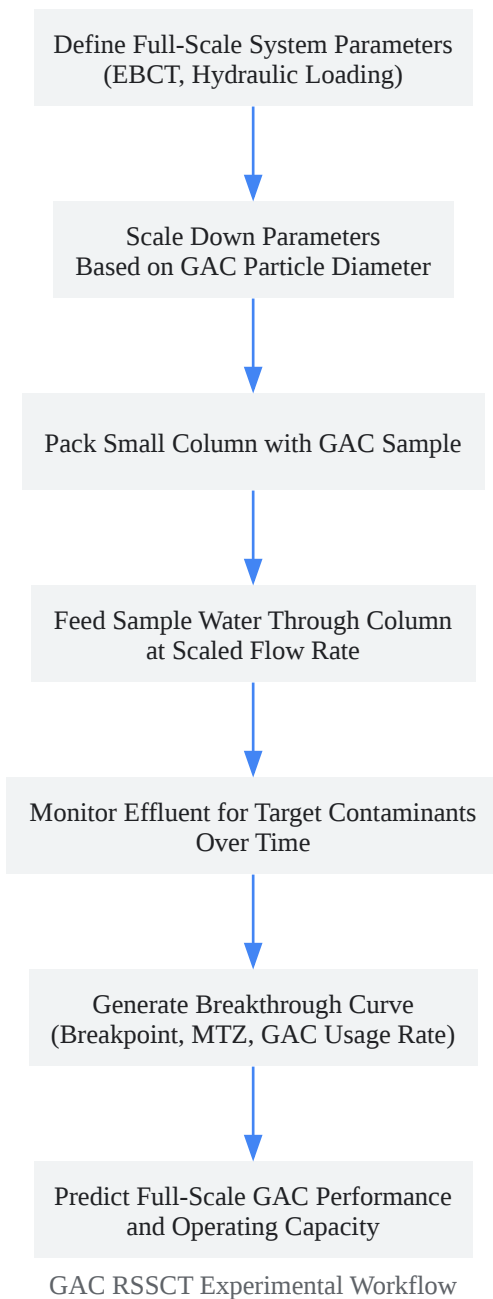 Define Full-Scale System Parameters
(EBCT, Hydraulic Loading)
Scale Down Parameters
Based on GAC Particle Diameter
Pack Small Column with GAC Sample
Feed Sample Water Through Column
at Scaled Flow Rate
Monitor Effluent for Target Contaminants
Over Time
Generate Breakthrough Curve
(Breakpoint, MTZ, GAC Usage Rate)
Predict Full-Scale GAC Performance
and Operating Capacity
GAC RSSCT Experimental Workflow